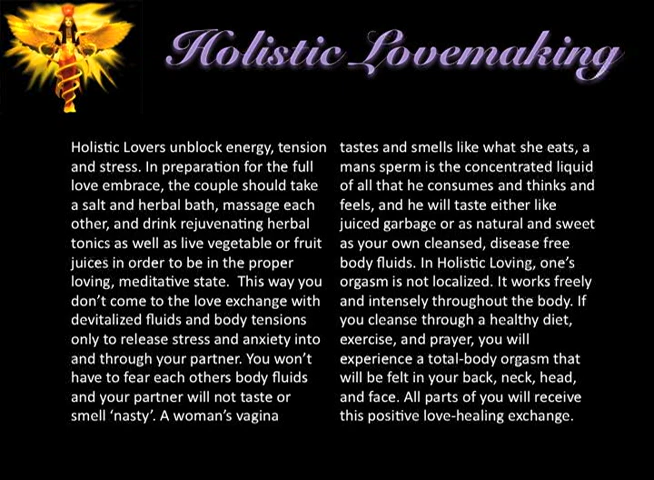 Holistic Lovemaking
Holistic Lovers unblock energy, tension
and stress. In preparation for the full
love embrace, the couple should take
a salt and herbal bath, massage each
other, and drink rejuvenating herbal
tonics as well as live vegetable or fruit
juices in order to be in the proper
loving, meditative state.  This way you
don't come to the love exchange with
devitalized fluids and body tensions
only to release stress and anxiety into
and through your partner. You won't
have to fear each others body fluids
and your partner will not taste or
smell 'nasty'. A woman's vagina
tastes and smells like what she eats, a
mans sperm is the concentrated liquid
of all that he consumes and thinks and
feels, and he will taste either like
juiced garbage or as natural and sweet
as your own cleansed, disease free
body fluids. In Holistic Loving, one's
orgasm is not localized. It works freely
and intensely throughout the body. If
you cleanse through a healthy diet,
exercise, and prayer, you will
experience a total-body orgasm that
will be felt in your back, neck, head,
and face. All parts of you will receive
this positive love-healing exchange.